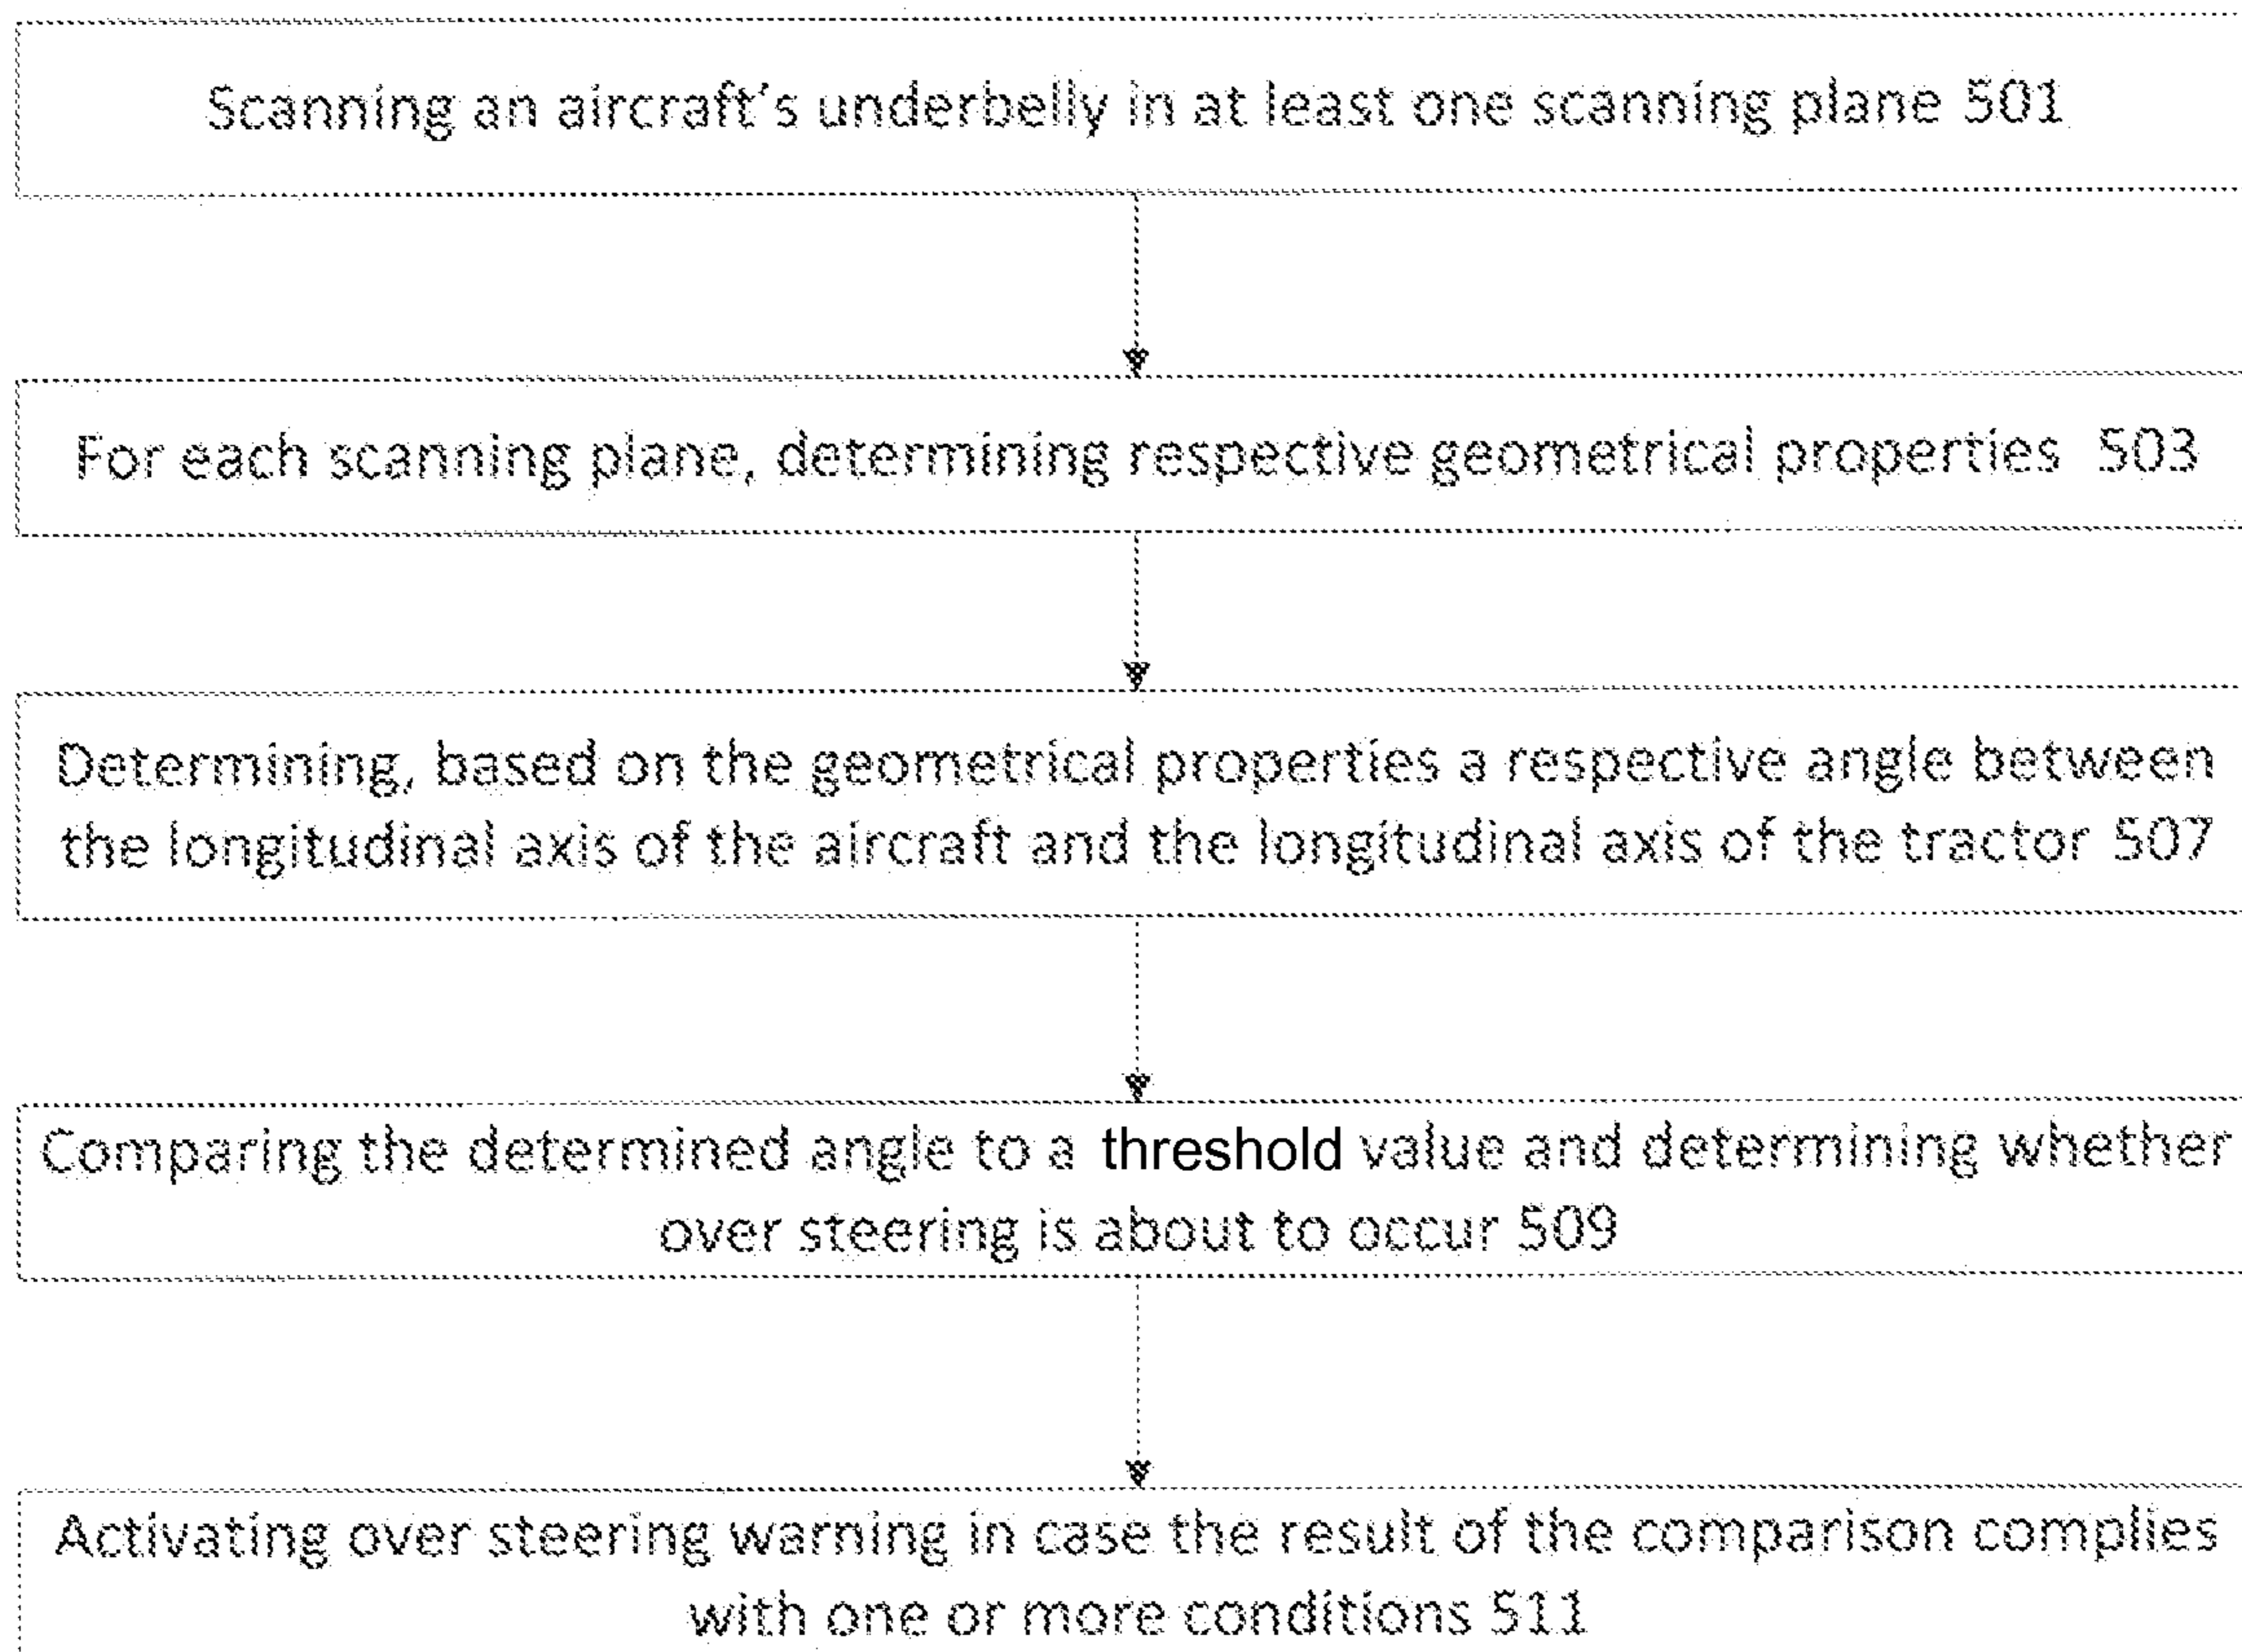 Scanning an aircraft's underbelly in at least one scanning plane 501
For each scanning plane, determining respective geometrical properties 503
Determining, based on the geometrical properties a respective angle between
the longitudinal axis of the aircraft and the longitudinal axis of the tractor 507
Comparing the determined angle to a threshold value and determining whether
over steering is about to occur 509
Activating over steering warning in case the result of the comparison complies
with one or more conditions 511